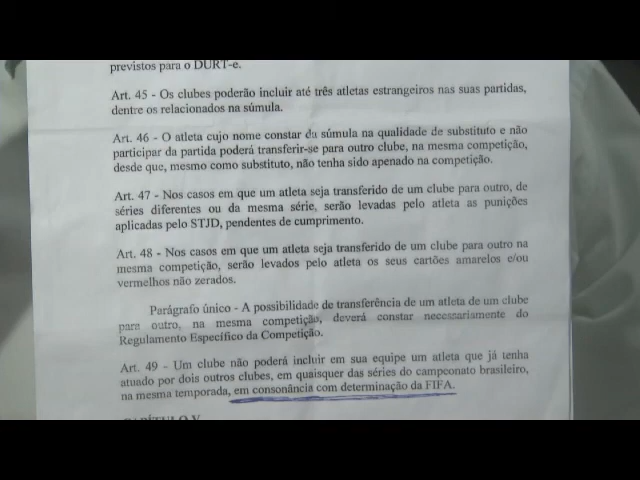 previstos para o DURT-e.
Art. 45 - Os clubes poderão incluir até três atletas estrangeiros nas suas partidas,
dentre os relacionados na súmula.
Art. 46 - O atleta cujo nome constar da súmula na qualidade de substituto e não
participar da partida poderá transferir-se para outro clube, na mesma competição,
desde que, mesmo como substituto, não tenha sido apenado na competição.
Art. 47 - Nos casos em que um atleta seja transferido de um clube para outro, de
séries diferentes ou da mesma série, serão levadas pelo atleta as punições
aplicadas pelo STJD, pendentes de cumprimento.
Art. 48 - Nos casos em que um atleta seja transferido de um clube para outro na
mesma competição, serão levados pelo atleta os seus cartões amarelos e/ou
vermelhos não zerados.
Parágrafo único - A possibilidade de transferência de um atleta de um clube
para outro, na mesma competição, deverá constar necessariamente do
Regulamento Específico da Competição.
Art. 49 - Um clube não poderá incluir em sua equipe um atleta que já tenha
atuado por dois outros clubes, em quaisquer das séries do campeonato brasileiro,
na mesma temporada, em consonância com determinação da FIFA.
CAPÍTULO V